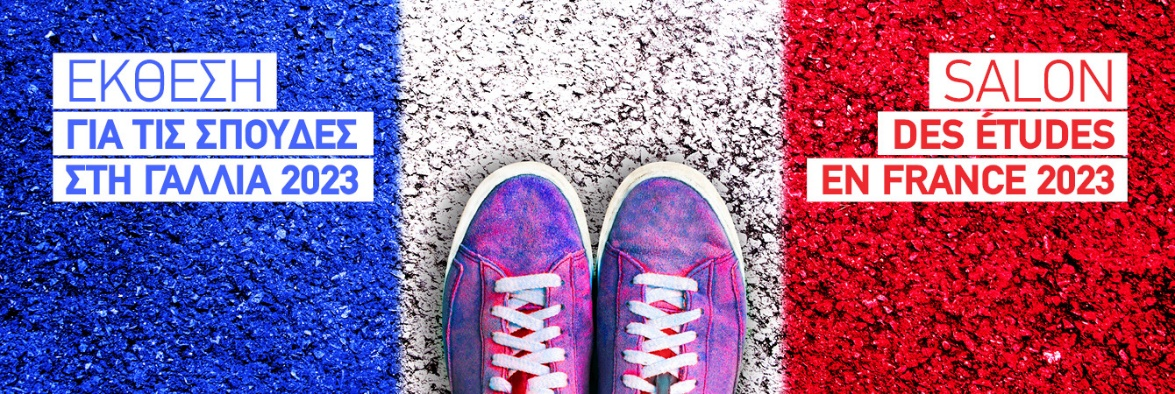 ΕΚΘΕΣΗ
ΓΙΑ ΤΙΣ ΣΠΟΥΔΕΣ
ΣΤΗ ΓΑΛΛΙΑ 2023
SALON
DES ÉTUDES
EN FRANCE 2023